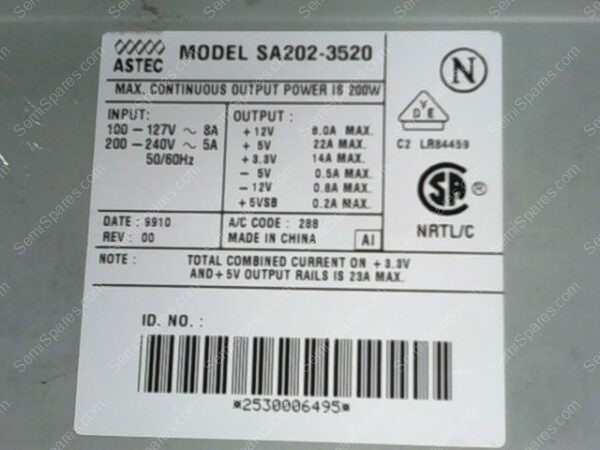 ASTEC
MODEL SA202-3520
MAX. CONTINUOUS OUTPUT POWER IS 200W
INPUT:
100 – 127V ~ 8A
200 – 240V ~ 5A
50/60Hz
OUTPUT :
+ 12V 8.0A MAX.
+ 5V 22A MAX.
+ 3.3V 14A MAX.
– 5V 0.5A MAX.
– 12V 0.8A MAX.
+ 5VSB 0.2A MAX.
N
V
D E
C2 LR84459
SA ®
NRTL/C
DATE : 9910
REV : 00
A/C CODE : 288
MADE IN CHINA
AI
NOTE : TOTAL COMBINED CURRENT ON + 3.3V
AND + 5V OUTPUT RAILS IS 23A MAX.
ID. NO. :
*2530006495*
SemiSpares.com